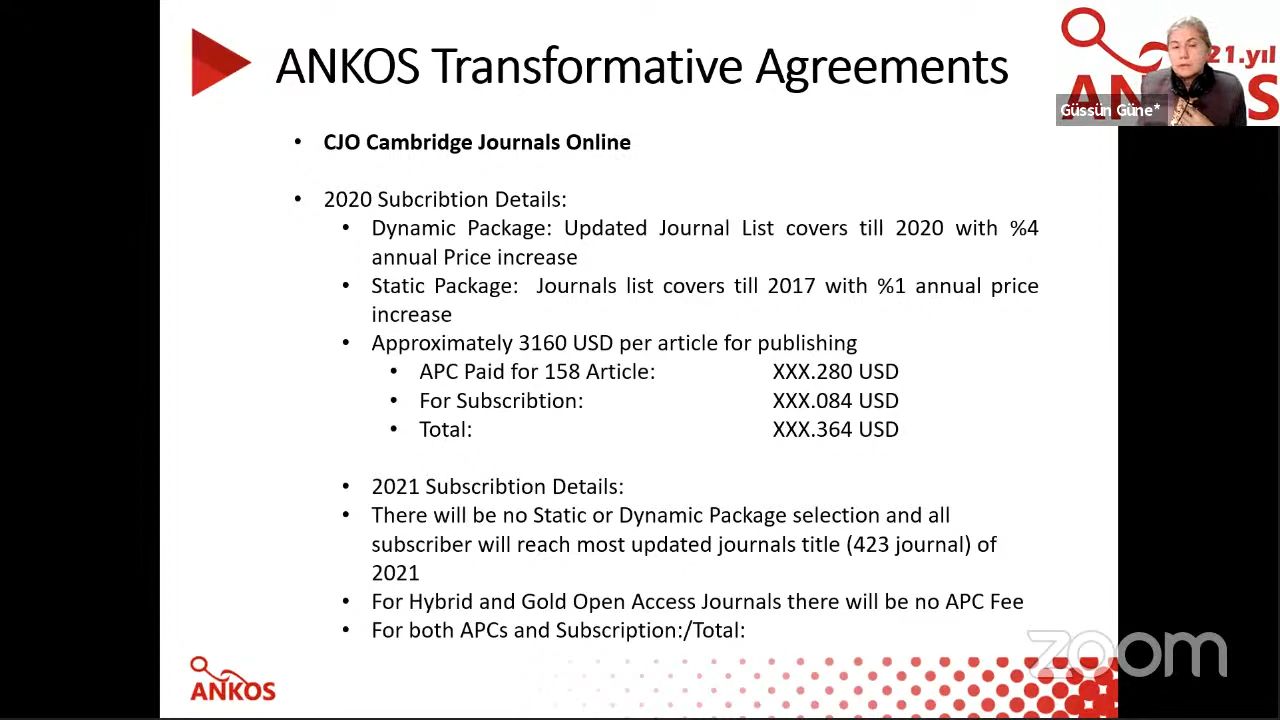 ANKOS Transformative Agreements
21.yıl
ANKOS
Güssün Güne*
• CJO Cambridge Journals Online
• 2020 Subcribtion Details:
• Dynamic Package: Updated Journal List covers till 2020 with %4
annual Price increase
• Static Package: Journals list covers till 2017 with %1 annual price
increase
• Approximately 3160 USD per article for publishing
• APC Paid for 158 Article: XXX.280 USD
• For Subscribtion: XXX.084 USD
• Total: XXX.364 USD
• 2021 Subscribtion Details:
• There will be no Static or Dynamic Package selection and all
subscriber will reach most updated journals title (423 journal) of
2021
• For Hybrid and Gold Open Access Journals there will be no APC Fee
• For both APCs and Subscription:/Total:
zoom
ANKOS